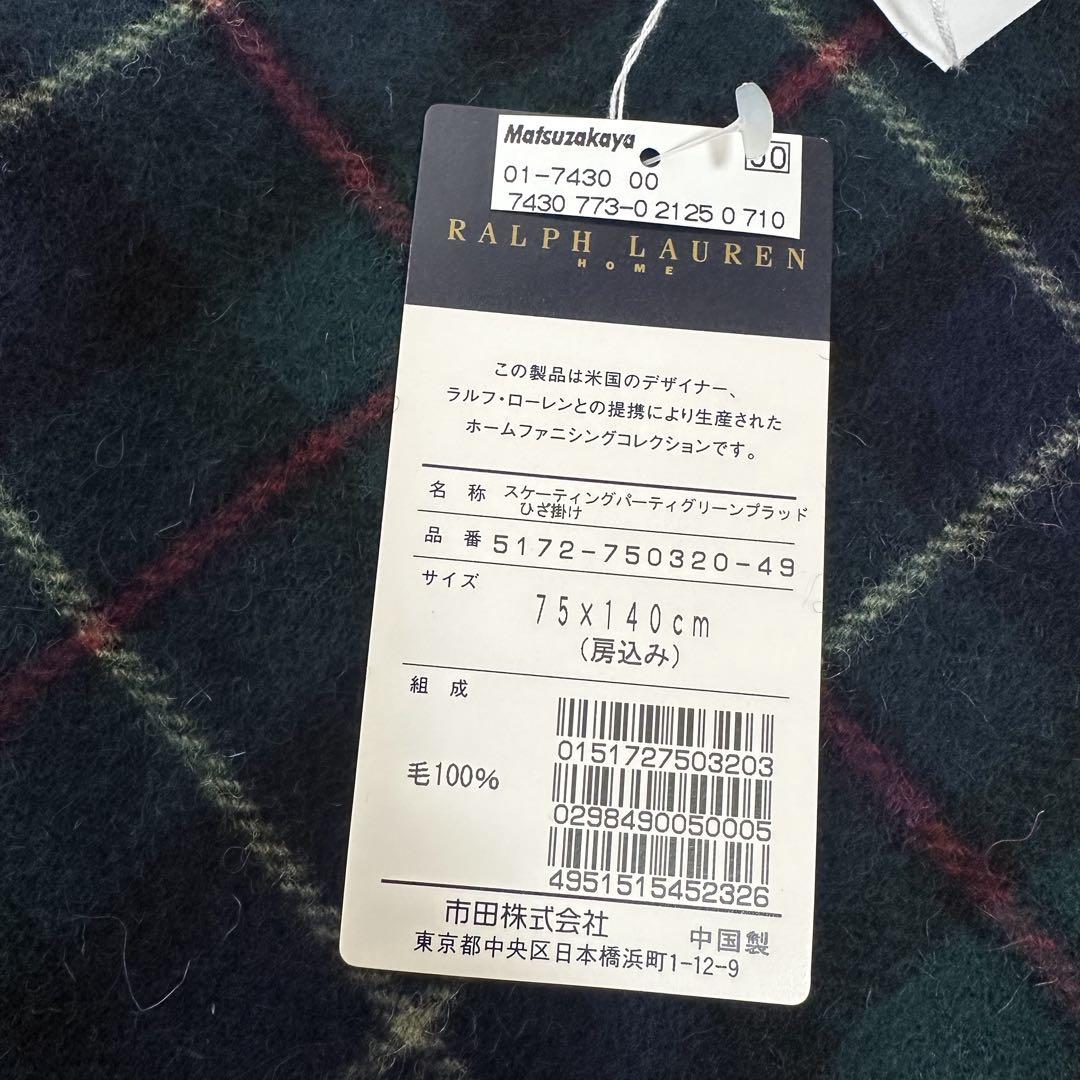 Matsuzakaya
01-7430 00
7430 773-0 2125 0 710
RALPH LAUREN
HOME
この製品は米国のデザイナー、
ラルフ・ローレンとの提携により生産された
ホームファニシングコレクションです。
名 称 スケーティングパーティグリーンプラッド
ひざ掛け
品 番 5172-750320-49
サイズ
75×140cm
(房込み)
組 成
毛100%
0151727503203
0298490050005
4951515452326
市田株式会社
中国製
東京都中央区日本橋浜町1-12-9